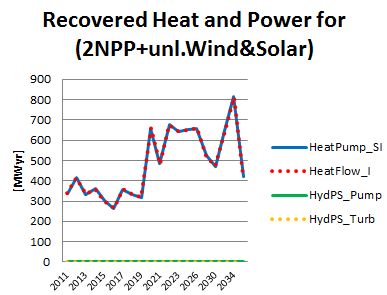 Recovered Heat and Power for
(2NPP+unl.Wind&Solar)
900
800
700
600
500
400
300
200
100
0
[MWyr]
2011
2013
2015
2017
2019
2021
2023
2026
2030
2034
HeatPump_SI
HeatFlow_I
HydPS_Pump
HydPS_Turb